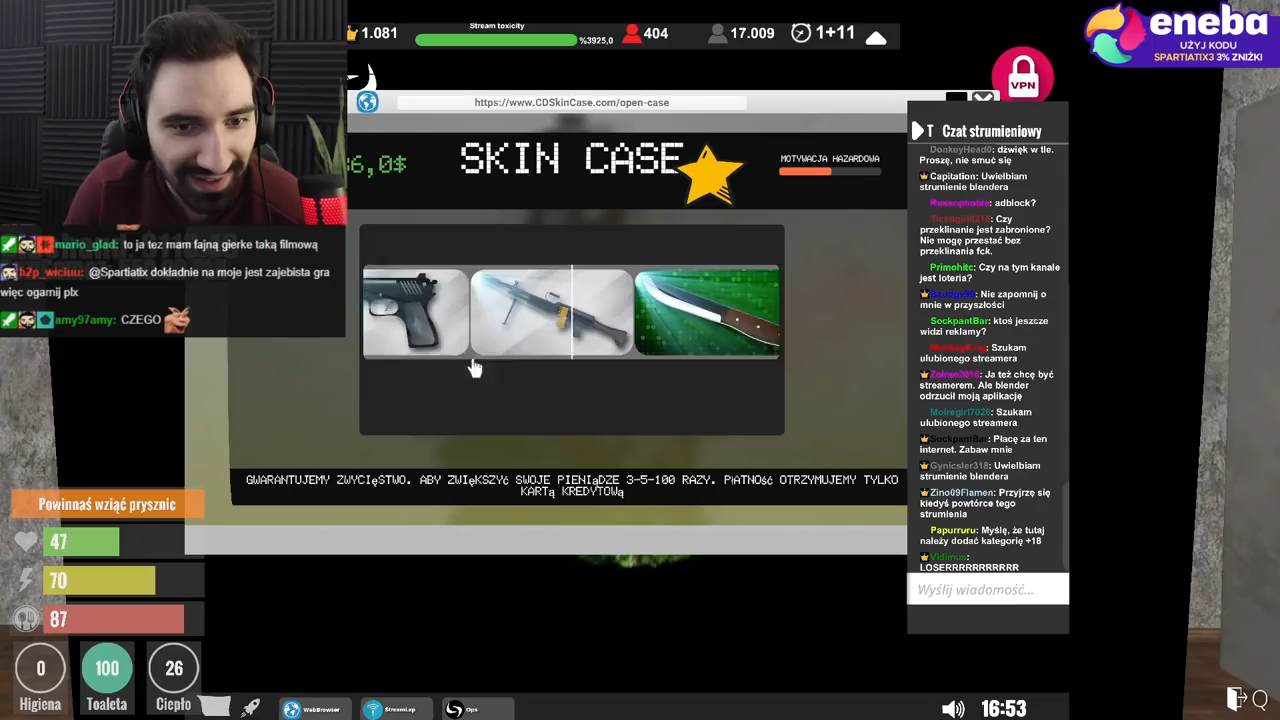 1.081
Stream toxicity
%3925,0
404
17.009
1+11
eneba
UŻYJ KODU
SPARTIATIX3 3% ZNIŻKI
VPN
https://www.CDSkinCase.com/open-case
6,0$
SKIN CASE
MOTYWACJA HAZARDOWA
mario_glad: to ja tez mam fajną gierke taką filmową
h2p_wiciuu: @Spartiatix dokładnie na moje jest zajebista gra
więc ogarnij plx
amy97amy: CZEGO
T Czat strumieniowy
DonkeyHead0: dźwięk w tle.
Proszę, nie smuć się
Capitation: Uwielbiam
strumienie blendera
adblock?
Czy
przeklinanie jest zabronione?
Nie mogę przestać bez
przeklinania fck.
Primohitc: Czy na tym kanale
jest loteria?
Nie zapomnij o
mnie w przyszłości
SockpantBar: ktoś jeszcze
widzi reklamy?
Szukam
ulubionego streamera
Ja też chcę być
streamerem. Ale blender
odrzucił moją aplikację
Moiregirl7026: Szukam
ulubionego streamera
SockpantBar: Płacę za ten
internet. Zabaw mnie
Gynicsler318: Uwielbiam
strumienie blendera
Zino09Flamen: Przyjrzę się
kiedyś powtórce tego
strumienia
Papurruru: Myślę, że tutaj
należy dodać kategorię +18
Vidimus:
LOSERRRRRRRRRRR
Wyślij wiadomość...
GWARANTUJEMY ZWYCIĘSTWO. ABY ZWIĘKSZYĆ SWOJE PIENIĄDZE 3-5-100 RAZY. PŁATNOŚĆ OTRZYMUJEMY TYLKO
KARTĄ KREDYTOWĄ
Powinnaś wziąć prysznic
47
70
87
0
100
26
Higiena
Toaleta
Ciepło
WebBrowser
StreamLap
Ops
16:53
Q